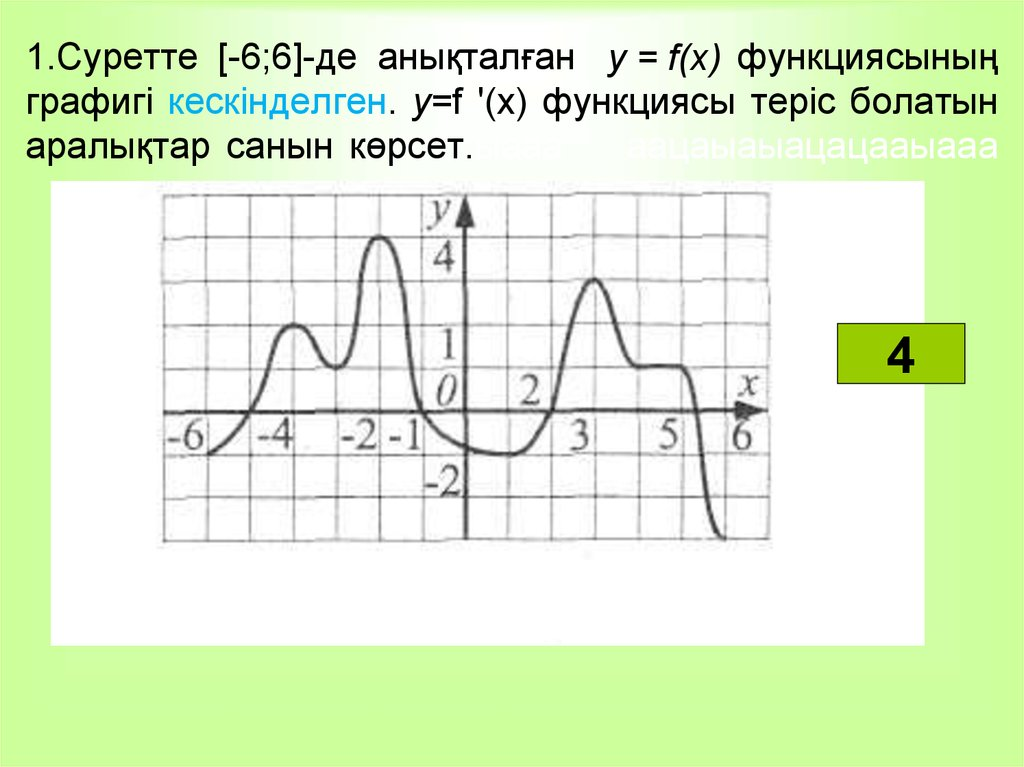 1.Суретте [-6;6]-де анықталған y = f(x) функциясының
графигі кескінделген. y=f '(x) функциясы теріс болатын
аралықтар санын көрсет.
y
4
1
0 2 x
-6 -4 -2 -1 3 5 6
-2
4